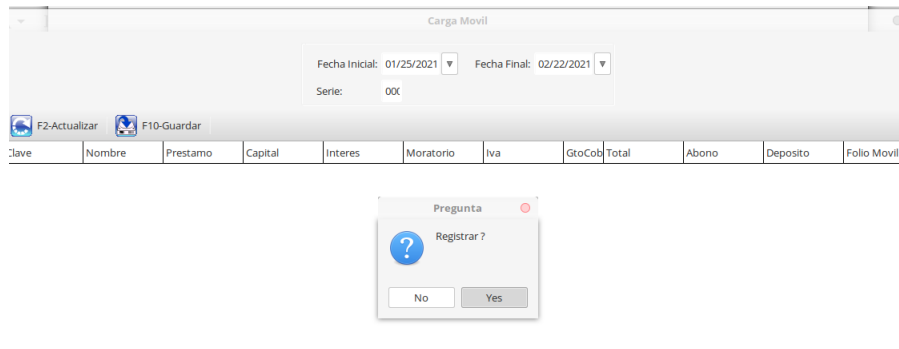 Carga Movil
Fecha Inicial: 01/25/2021 Fecha Final: 02/22/2021
Serie: 000
F2-Actualizar F10-Guardar
Clave Nombre Prestamo Capital Interes Moratorio Iva GtoCob Total Abono Deposito Folio Movil
Pregunta
Registrar ?
No Yes